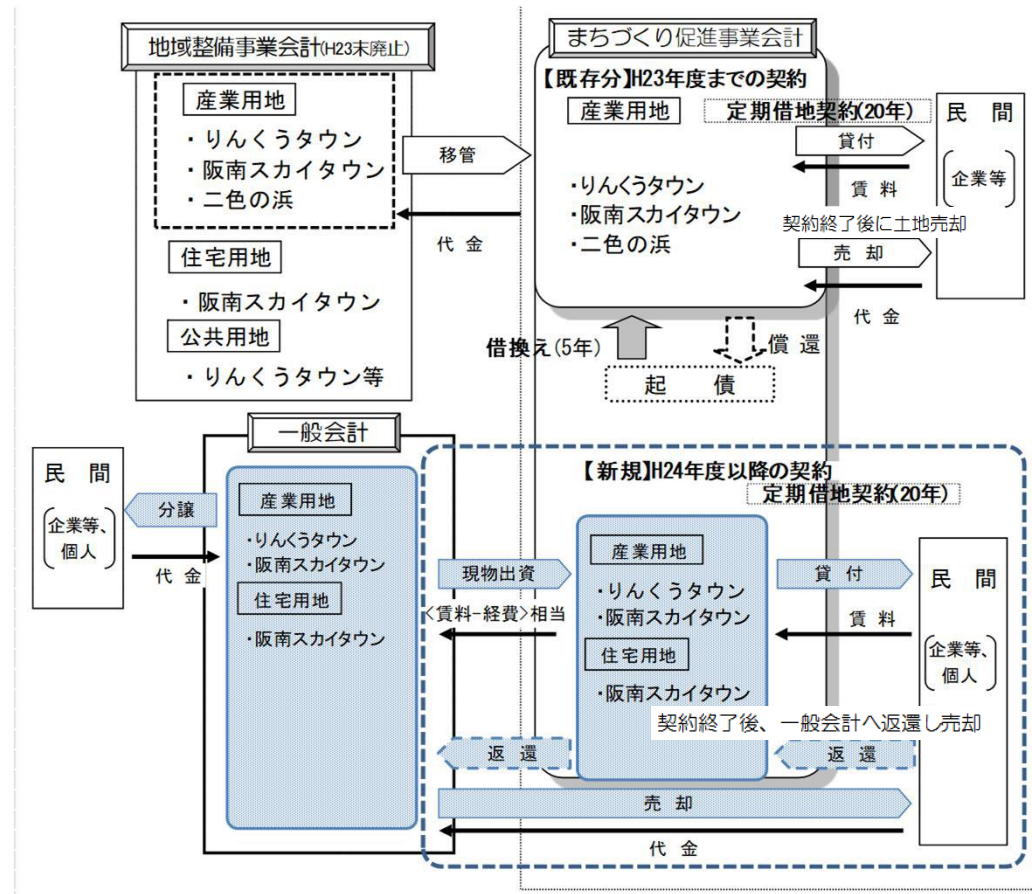 地域整備事業会計(H23末廃止)
産業用地
・りんくうタウン
・阪南スカイタウン
・二色の浜
住宅用地
・阪南スカイタウン
公共用地
・りんくうタウン等
移管
代 金
まちづくり促進事業会計
【既存分】H23年度までの契約
産業用地
定期借地契約(20年)
・りんくうタウン
・阪南スカイタウン
・二色の浜
貸付
賃 料
契約終了後に土地売却
売 却
代 金
民 間
企業等
借換え(5年)
償 還
起 債
一般会計
民 間
企業等、
個人
分譲
代 金
産業用地
・りんくうタウン
・阪南スカイタウン
住宅用地
・阪南スカイタウン
【新規】H24年度以降の契約
定期借地契約(20年)
現物出資
<賃料-経費>相当
産業用地
・りんくうタウン
・阪南スカイタウン
住宅用地
・阪南スカイタウン
貸 付
賃 料
民 間
企業等、
個人
契約終了後、一般会計へ返還し売却
返 還
返 還
売 却
代 金